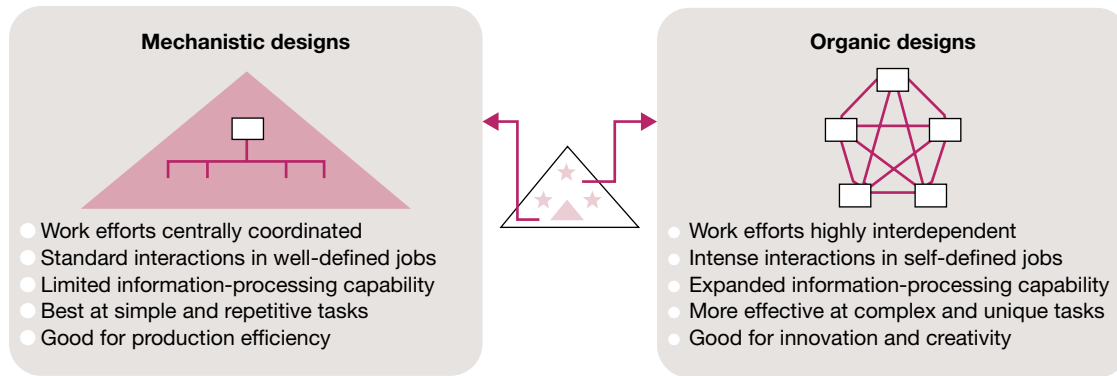 Mechanistic designs
Work efforts centrally coordinated
Standard interactions in well-defined jobs
Limited information-processing capability
Best at simple and repetitive tasks
Good for production efficiency
Organic designs
Work efforts highly interdependent
Intense interactions in self-defined jobs
Expanded information-processing capability
More effective at complex and unique tasks
Good for innovation and creativity